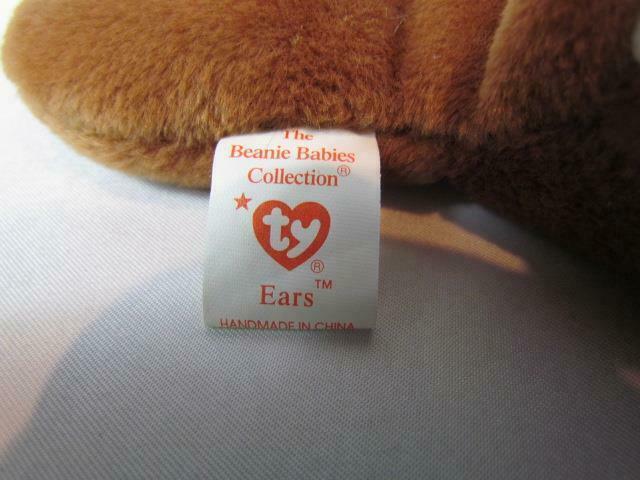 The
Beanie Babies
Collection®
ty®
Ears™
HANDMADE IN CHINA